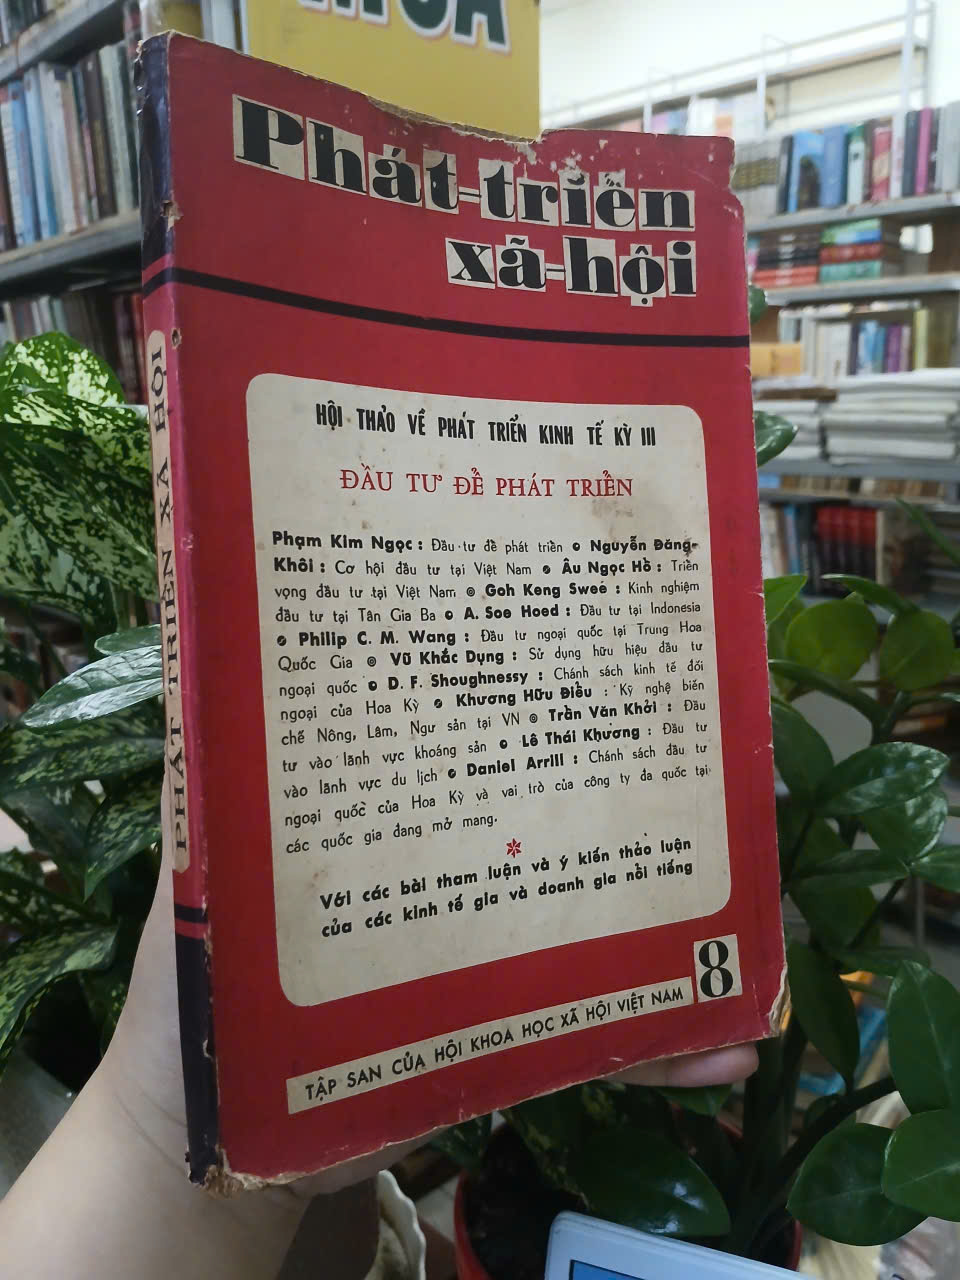 Phát-triển
xã-hội
HỘI THẢO VỀ PHÁT TRIỂN KINH TẾ KỲ III
ĐẦU TƯ ĐỂ PHÁT TRIỂN
Phạm Kim Ngọc : Đầu tư để phát triển • Nguyễn Đăng-
Khôi : Cơ hội đầu tư tại Việt Nam • Âu Ngọc Hồ : Triển
vọng đầu tư tại Việt Nam • Goh Keng Swee : Kinh nghiệm
đầu tư tại Tân Gia Ba • A. Soe Hoed : Đầu tư tại Indonesia
• Philip C. M. Wang : Đầu tư ngoại quốc tại Trung Hoa
Quốc Gia • Vũ Khắc Dụng : Sử dụng hữu hiệu đầu tư
ngoại quốc • D. F. Shoughnessy : Chánh sách kinh tế đối
ngoại của Hoa Kỳ • Khương Hữu Điều : Kỹ nghệ biến
chế Nông, Lâm, Ngư sản tại VN • Trần Văn Khởi : Đầu
tư vào lãnh vực khoáng sản • Lê Thái Khương : Đầu tư
vào lãnh vực du lịch • Daniel Arrill : Chánh sách đầu tư
ngoại quốc của Hoa Kỳ và vai trò của công ty đa quốc tại
các quốc gia đang mở mang.
Với các bài tham luận và ý kiến thảo luận
của các kinh tế gia và doanh gia nổi tiếng
8
TẬP SAN CỦA HỘI KHOA HỌC XÃ HỘI VIỆT NAM
PHÁT TRIỂN XÃ HỘI